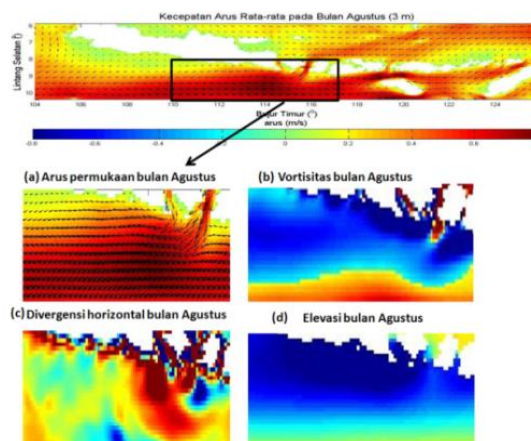 Kecepatan Arus Rata-rata pada Bulan Agustus (3 m)
Lintang Selatan (°)
6
7
8
9
10
104 106 108 110 112 114 116 118 120 122 124
Bujur Timur (°)
arus (m/s)
-0.6 -0.4 -0.2 0 0.2 0.4 0.6
(a) Arus permukaan bulan Agustus
(b) Vortisitas bulan Agustus
(c) Divergensi horizontal bulan Agustus
(d) Elevasi bulan Agustus